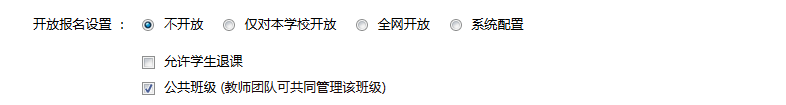 开放报名设置 : 不开放 仅对本学校开放 全网开放 系统配置
允许学生退课
公共班级 (教师团队可共同管理该班级)